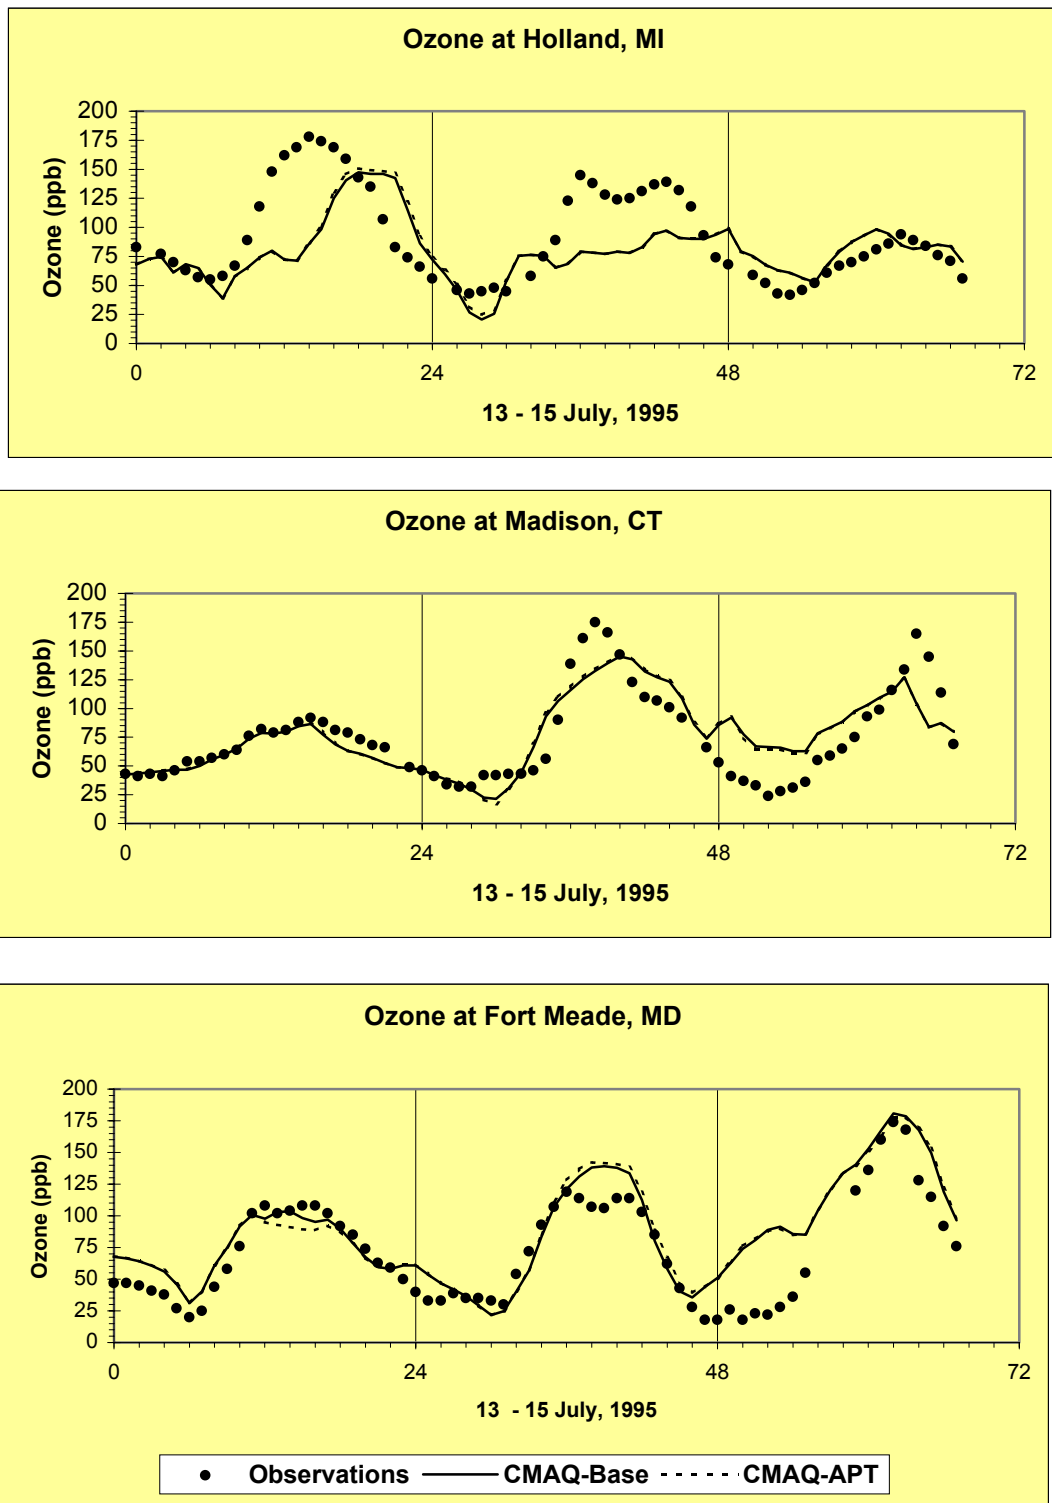 Ozone at Holland, MI
Ozone (ppb)
200
175
150
125
100
75
50
25
0
0 24 48 72
13 - 15 July, 1995
Ozone at Madison, CT
Ozone (ppb)
200
175
150
125
100
75
50
25
0
0 24 48 72
13 - 15 July, 1995
Ozone at Fort Meade, MD
Ozone (ppb)
200
175
150
125
100
75
50
25
0
0 24 48 72
13 - 15 July, 1995
Observations CMAQ-Base CMAQ-APT